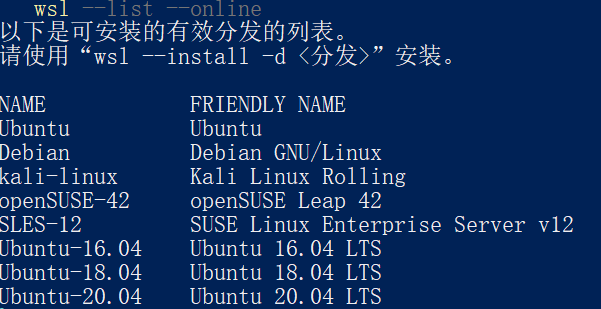 wsl --list --online
以下是可安装的有效分发的列表。
请使用“wsl --install -d <分发>”安装。
NAME FRIENDLY NAME
Ubuntu Ubuntu
Debian Debian GNU/Linux
kali-linux Kali Linux Rolling
openSUSE-42 openSUSE Leap 42
SLES-12 SUSE Linux Enterprise Server v12
Ubuntu-16.04 Ubuntu 16.04 LTS
Ubuntu-18.04 Ubuntu 18.04 LTS
Ubuntu-20.04 Ubuntu 20.04 LTS